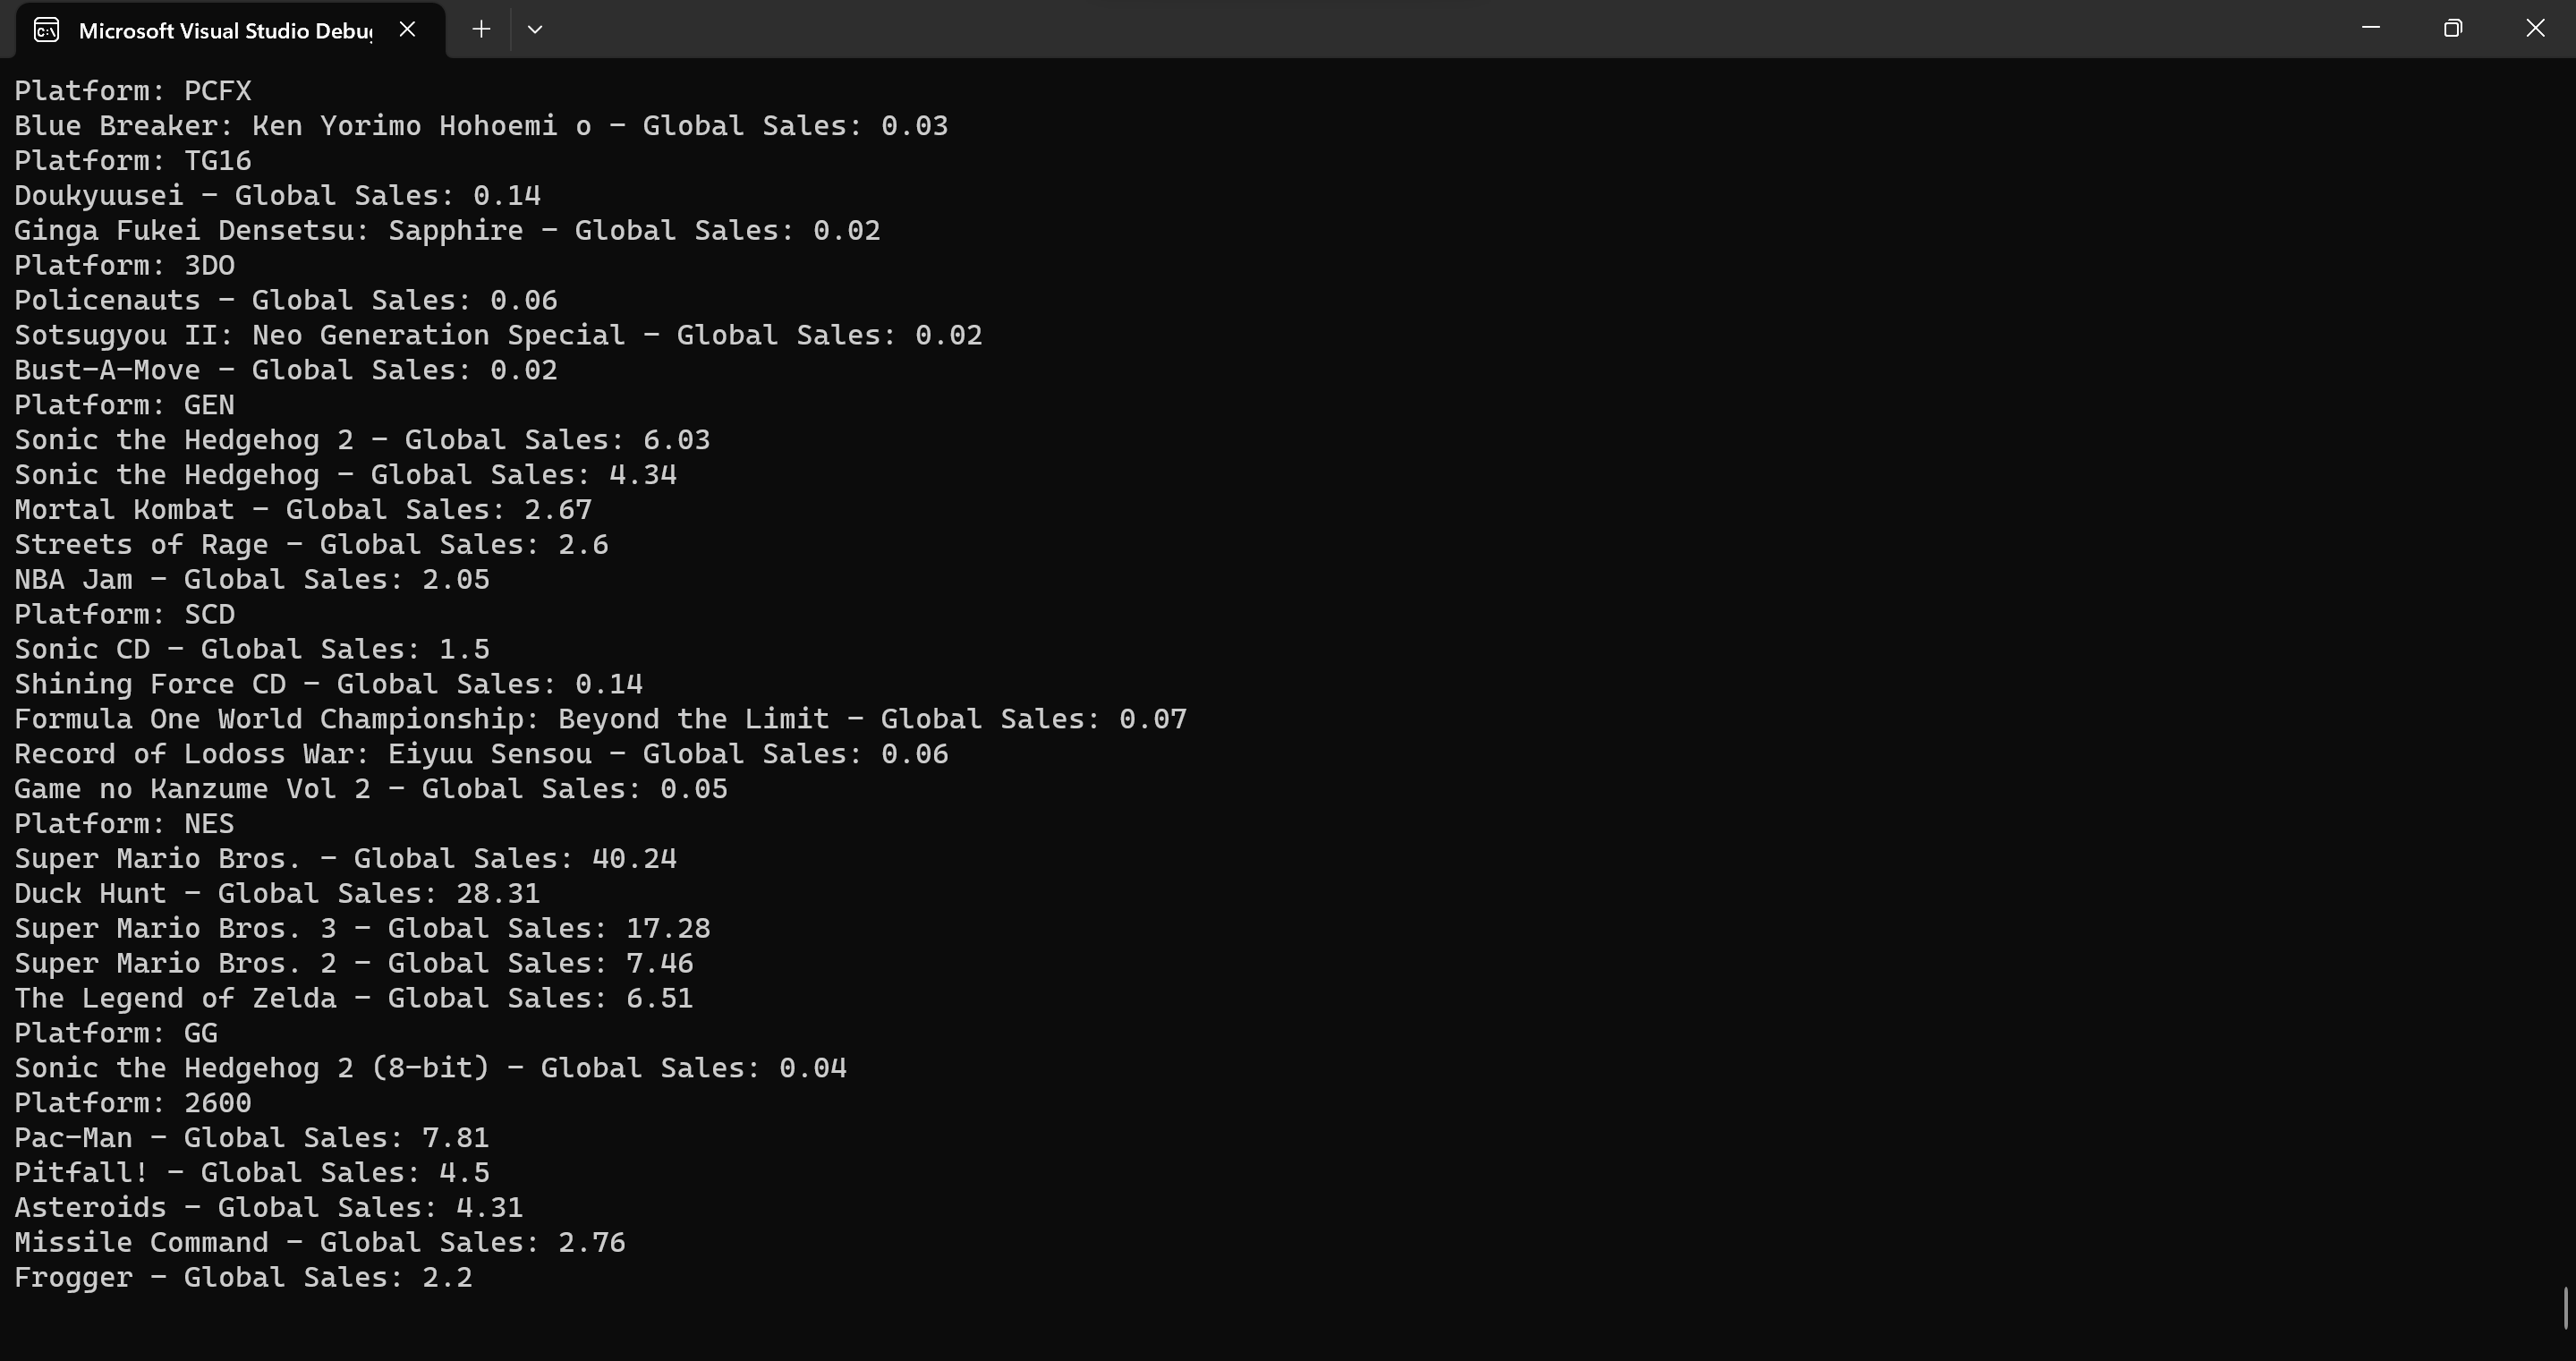 Microsoft Visual Studio Debug
Platform: PCFX
Blue Breaker: Ken Yorimo Hohoemi o - Global Sales: 0.03
Platform: TG16
Doukyuusei - Global Sales: 0.14
Ginga Fukei Densetsu: Sapphire - Global Sales: 0.02
Platform: 3DO
Policenauts - Global Sales: 0.06
Sotsugyou II: Neo Generation Special - Global Sales: 0.02
Bust-A-Move - Global Sales: 0.02
Platform: GEN
Sonic the Hedgehog 2 - Global Sales: 6.03
Sonic the Hedgehog - Global Sales: 4.34
Mortal Kombat - Global Sales: 2.67
Streets of Rage - Global Sales: 2.6
NBA Jam - Global Sales: 2.05
Platform: SCD
Sonic CD - Global Sales: 1.5
Shining Force CD - Global Sales: 0.14
Formula One World Championship: Beyond the Limit - Global Sales: 0.07
Record of Lodoss War: Eiyuu Sensou - Global Sales: 0.06
Game no Kanzume Vol 2 - Global Sales: 0.05
Platform: NES
Super Mario Bros. - Global Sales: 40.24
Duck Hunt - Global Sales: 28.31
Super Mario Bros. 3 - Global Sales: 17.28
Super Mario Bros. 2 - Global Sales: 7.46
The Legend of Zelda - Global Sales: 6.51
Platform: GG
Sonic the Hedgehog 2 (8-bit) - Global Sales: 0.04
Platform: 2600
Pac-Man - Global Sales: 7.81
Pitfall! - Global Sales: 4.5
Asteroids - Global Sales: 4.31
Missile Command - Global Sales: 2.76
Frogger - Global Sales: 2.2